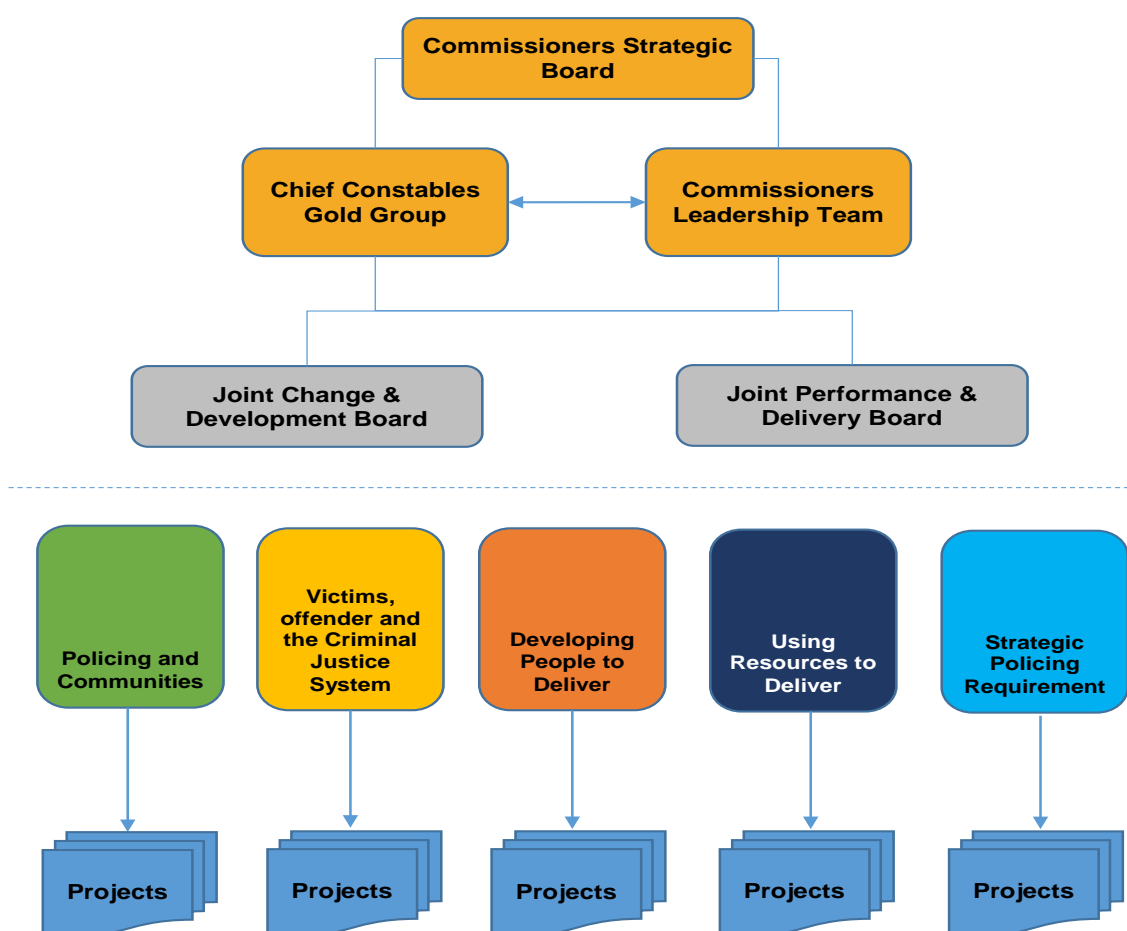 Commissioners Strategic
Board
Chief Constables
Gold Group
Commissioners
Leadership Team
Joint Change &
Development Board
Joint Performance &
Delivery Board
Policing and
Communities
Victims,
offender and
the Criminal
Justice
System
Developing
People to
Deliver
Using
Resources to
Deliver
Strategic
Policing
Requirement
Projects
Projects
Projects
Projects
Projects